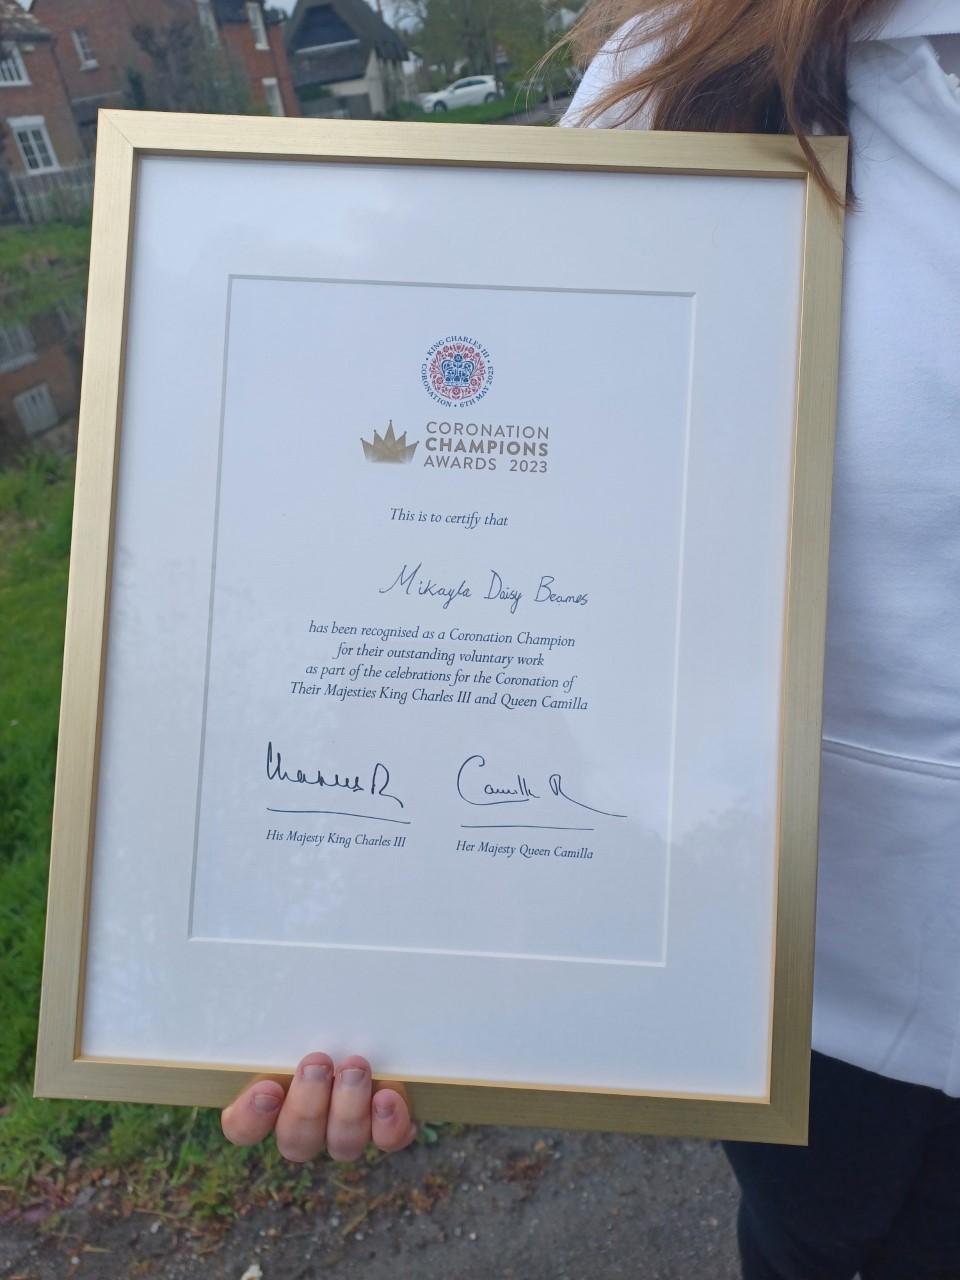 KING CHARLES III
CORONATION • 6TH MAY 2023
CORONATION
CHAMPIONS
AWARDS 2023
This is to certify that
Mikayla Daisy Beames
has been recognised as a Coronation Champion
for their outstanding voluntary work
as part of the celebrations for the Coronation of
Their Majesties King Charles III and Queen Camilla
Charles R Camilla R
His Majesty King Charles III Her Majesty Queen Camilla